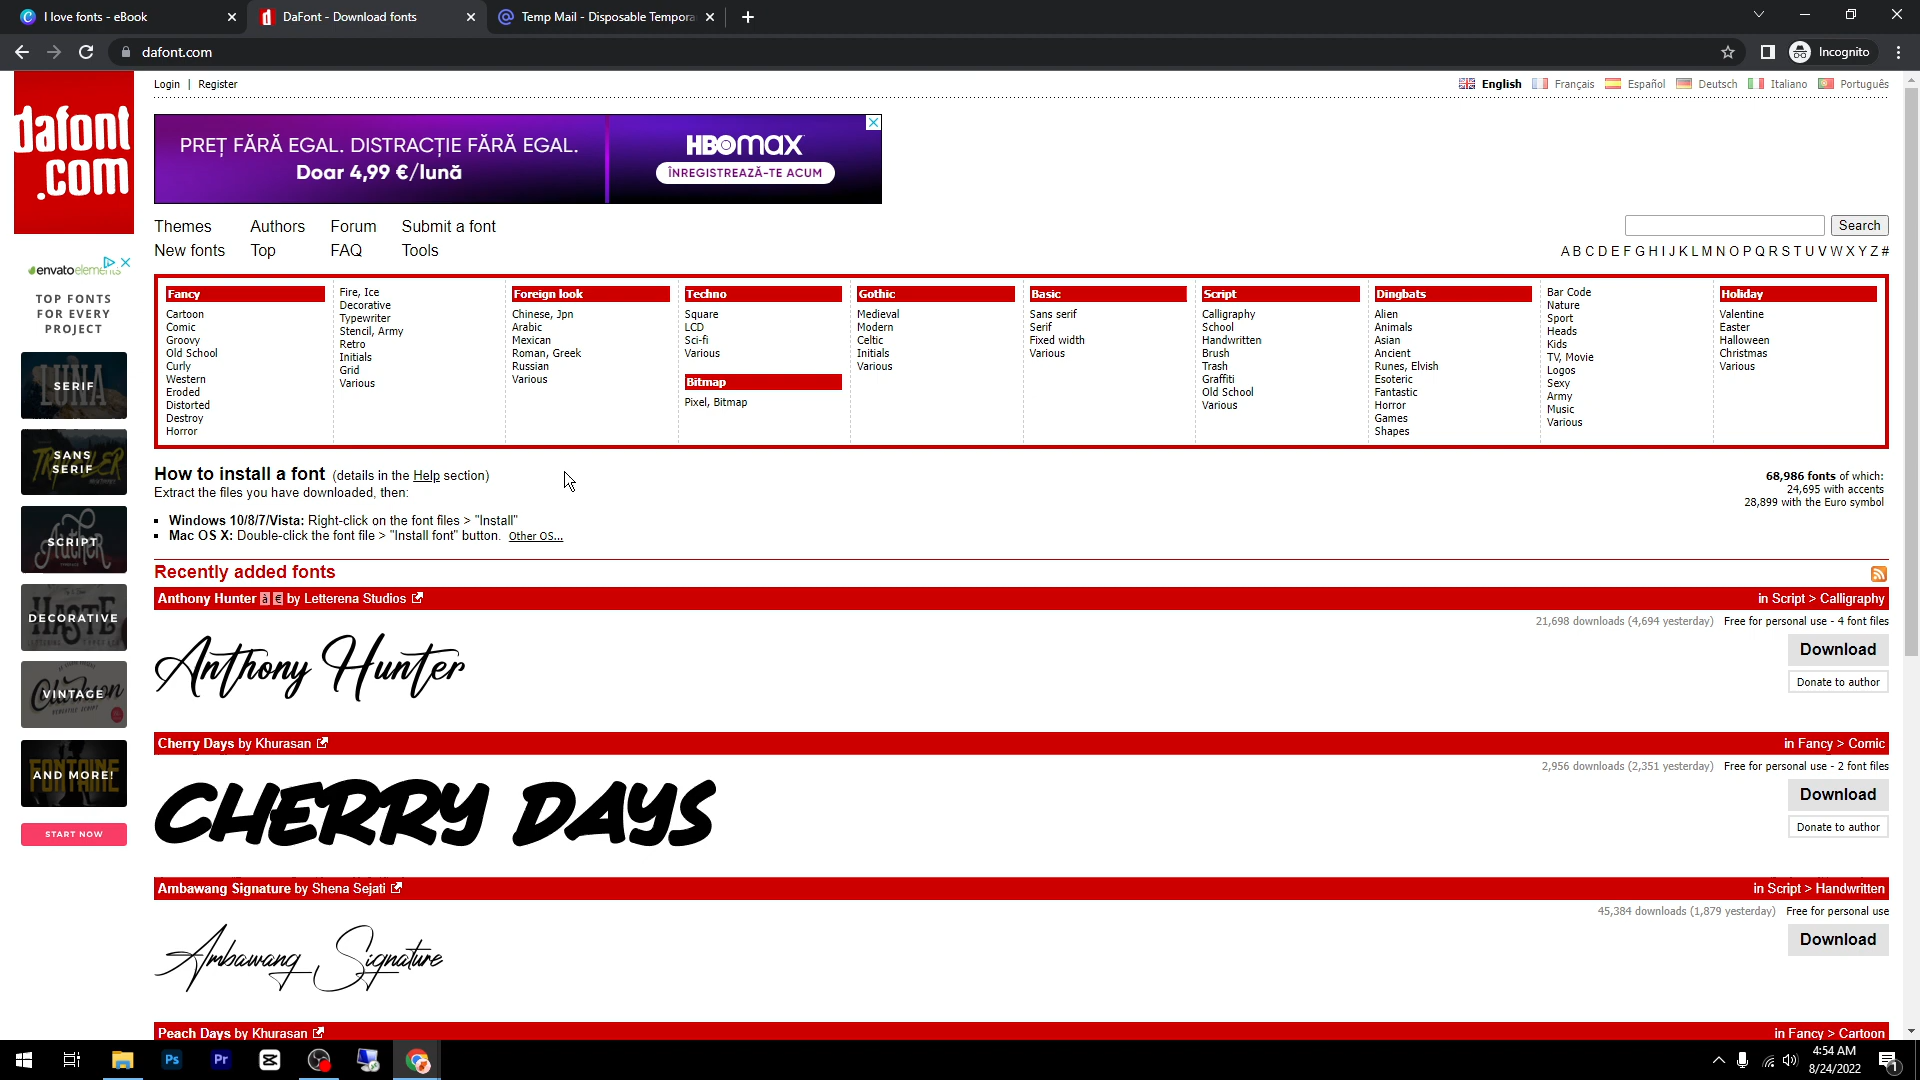 I love fonts - eBook
DaFont - Download fonts
Temp Mail - Disposable Tempora
dafont.com
Incognito
dafont
.com
Login | Register
English Français Español Deutsch Italiano Português
PREȚ FĂRĂ EGAL. DISTRACȚIE FĂRĂ EGAL.
Doar 4,99 €/lună
HBOMAX
ÎNREGISTREAZĂ-TE ACUM
Themes Authors Forum Submit a font
New fonts Top FAQ Tools
Search
A B C D E F G H I J K L M N O P Q R S T U V W X Y Z #
envatoelements
TOP FONTS
FOR EVERY
PROJECT
SERIF
SANS
SERIF
SCRIPT
DECORATIVE
VINTAGE
AND MORE!
START NOW
Fancy
Cartoon
Comic
Groovy
Old School
Curly
Western
Eroded
Distorted
Destroy
Horror
Fire, Ice
Decorative
Typewriter
Stencil, Army
Retro
Initials
Grid
Various
Foreign look
Chinese, Jpn
Arabic
Mexican
Roman, Greek
Russian
Various
Techno
Square
LCD
Sci-fi
Various
Bitmap
Pixel, Bitmap
Gothic
Medieval
Modern
Celtic
Initials
Various
Basic
Sans serif
Serif
Fixed width
Various
Script
Calligraphy
School
Handwritten
Brush
Trash
Graffiti
Old School
Various
Dingbats
Alien
Animals
Asian
Ancient
Runes, Elvish
Esoteric
Fantastic
Horror
Games
Shapes
Bar Code
Nature
Sport
Heads
Kids
TV, Movie
Logos
Sexy
Army
Music
Various
Holiday
Valentine
Easter
Halloween
Christmas
Various
How to install a font (details in the Help section)
Extract the files you have downloaded, then:
Windows 10/8/7/Vista: Right-click on the font files > "Install"
Mac OS X: Double-click the font file > "Install font" button. Other OS...
68,986 fonts of which:
24,695 with accents
28,899 with the Euro symbol
Recently added fonts
Anthony Hunter à € by Letterena Studios
in Script > Calligraphy
21,698 downloads (4,694 yesterday) Free for personal use - 4 font files
Anthony Hunter
Download
Donate to author
Cherry Days by Khurasan
in Fancy > Comic
2,956 downloads (2,351 yesterday) Free for personal use - 2 font files
CHERRY DAYS
Download
Donate to author
Ambawang Signature by Shena Sejati
in Script > Handwritten
45,384 downloads (1,879 yesterday) Free for personal use
Ambawang Signature
Download
Peach Days by Khurasan
in Fancy > Cartoon
Ps
Pr
4:54 AM
8/24/2022
1